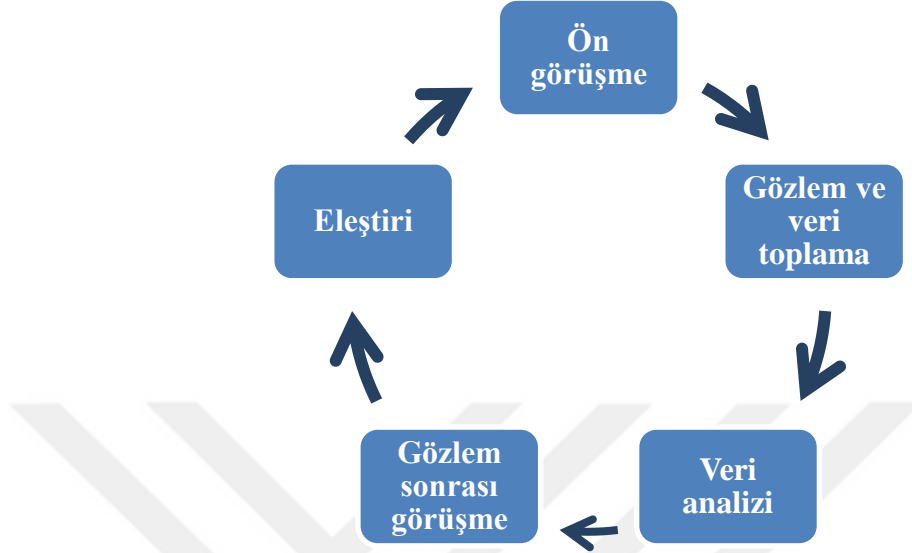 Ön
görüşme
Gözlem ve
veri
toplama
Veri
analizi
Gözlem
sonrası
görüşme
Eleştiri